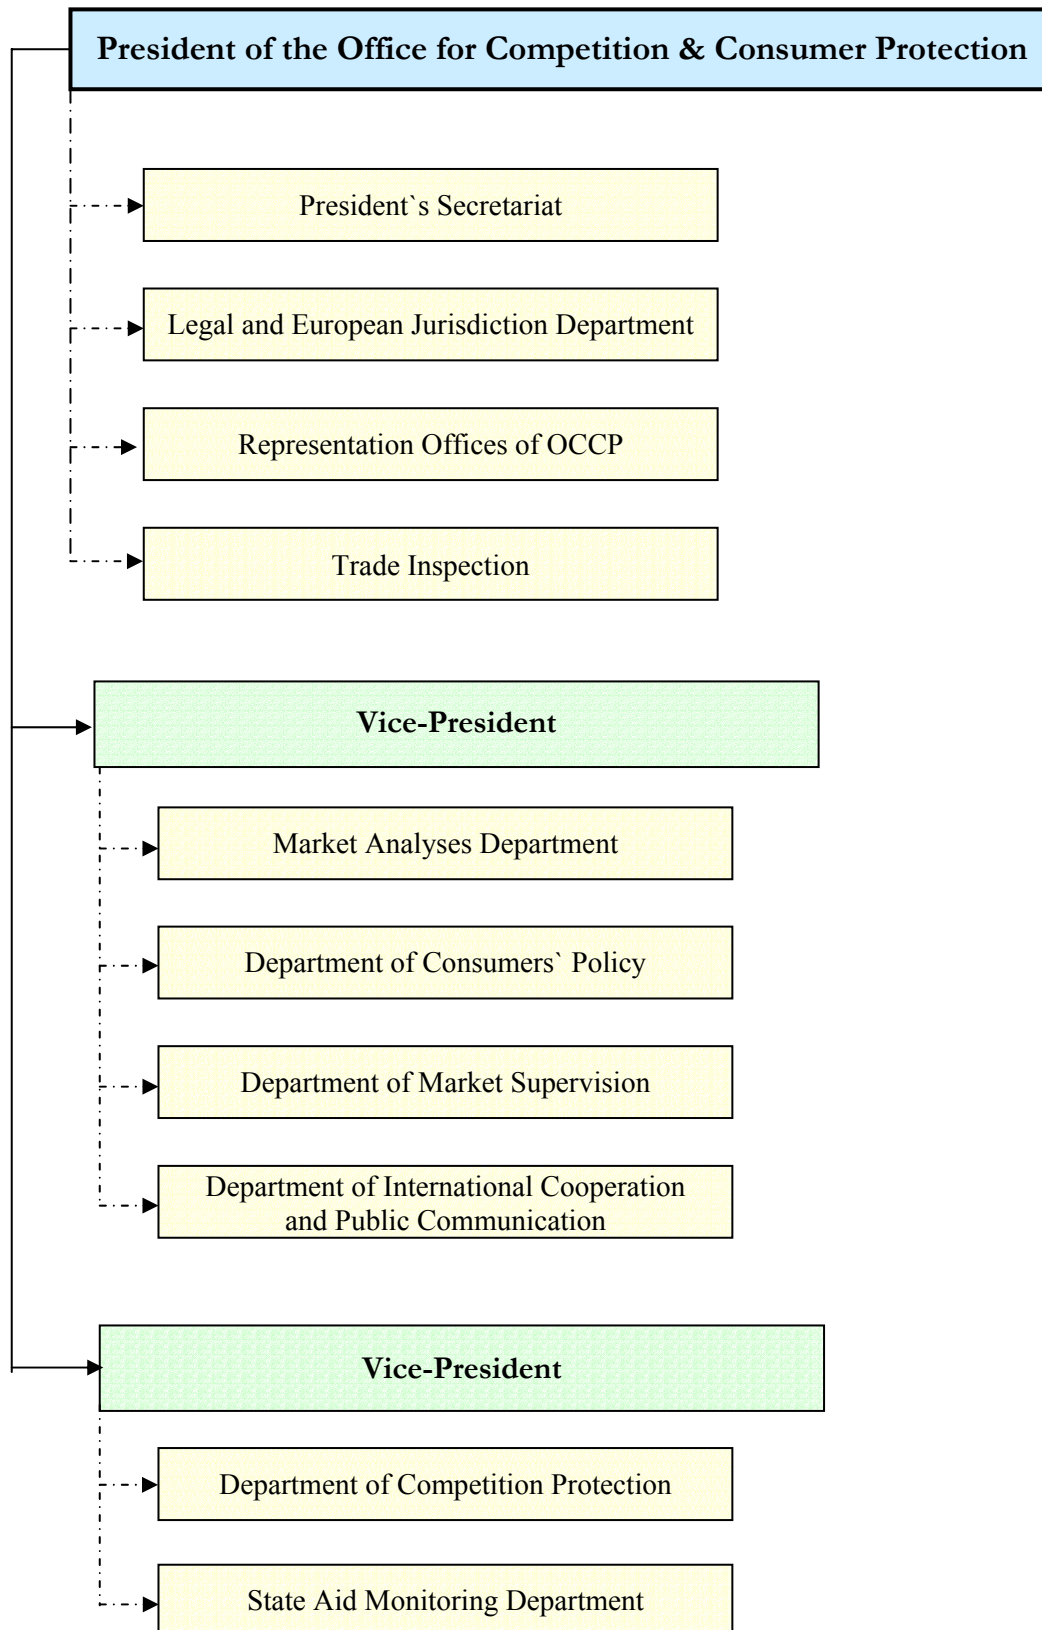 President of the Office for Competition & Consumer Protection
President`s Secretariat
Legal and European Jurisdiction Department
Representation Offices of OCCP
Trade Inspection
Vice-President
Market Analyses Department
Department of Consumers` Policy
Department of Market Supervision
Department of International Cooperation
and Public Communication
Vice-President
Department of Competition Protection
State Aid Monitoring Department